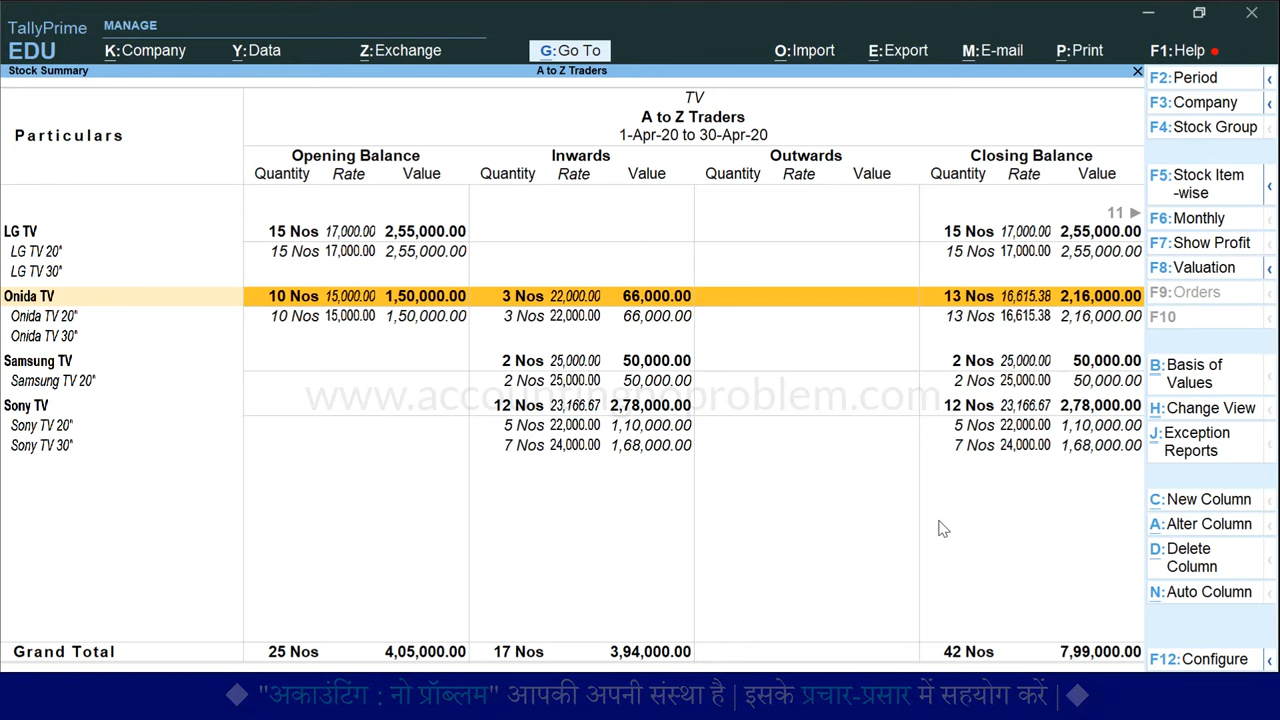 TallyPrime MANAGE
EDU K:Company Y:Data Z:Exchange G:Go To O:Import E:Export M:E-mail P:Print F1:Help
Stock Summary A to Z Traders
TV
A to Z Traders
1-Apr-20 to 30-Apr-20
Particulars
Opening Balance Inwards Outwards Closing Balance
Quantity Rate Value Quantity Rate Value Quantity Rate Value Quantity Rate Value
11
LG TV 15 Nos 17,000.00 2,55,000.00 15 Nos 17,000.00 2,55,000.00
LG TV 20" 15 Nos 17,000.00 2,55,000.00 15 Nos 17,000.00 2,55,000.00
LG TV 30"
Onida TV 10 Nos 15,000.00 1,50,000.00 3 Nos 22,000.00 66,000.00 13 Nos 16,615.38 2,16,000.00
Onida TV 20" 10 Nos 15,000.00 1,50,000.00 3 Nos 22,000.00 66,000.00 13 Nos 16,615.38 2,16,000.00
Onida TV 30"
Samsung TV 2 Nos 25,000.00 50,000.00 2 Nos 25,000.00 50,000.00
Samsung TV 20" 2 Nos 25,000.00 50,000.00 2 Nos 25,000.00 50,000.00
www.accountingnoproblem.com
Sony TV 12 Nos 23,166.67 2,78,000.00 12 Nos 23,166.67 2,78,000.00
Sony TV 20" 5 Nos 22,000.00 1,10,000.00 5 Nos 22,000.00 1,10,000.00
Sony TV 30" 7 Nos 24,000.00 1,68,000.00 7 Nos 24,000.00 1,68,000.00
Grand Total 25 Nos 4,05,000.00 17 Nos 3,94,000.00 42 Nos 7,99,000.00
F2:Period
F3:Company
F4:Stock Group
F5:Stock Item
-wise
F6:Monthly
F7:Show Profit
F8:Valuation
F9:Orders
F10
B:Basis of
Values
H:Change View
J:Exception
Reports
C:New Column
A:Alter Column
D:Delete
Column
N:Auto Column
F12:Configure
"अकाउंटिंग : नो प्रॉब्लम" आपकी अपनी संस्था है | इसके प्रचार-प्रसार में सहयोग करें |